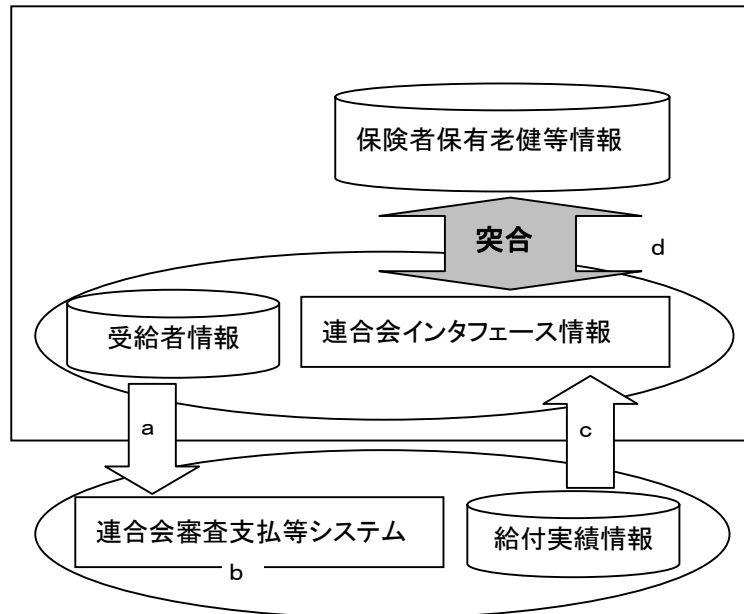 保険者保有老健等情報
突合
d
受給者情報
連合会インタフェース情報
a
c
連合会審査支払等システム
給付実績情報
b